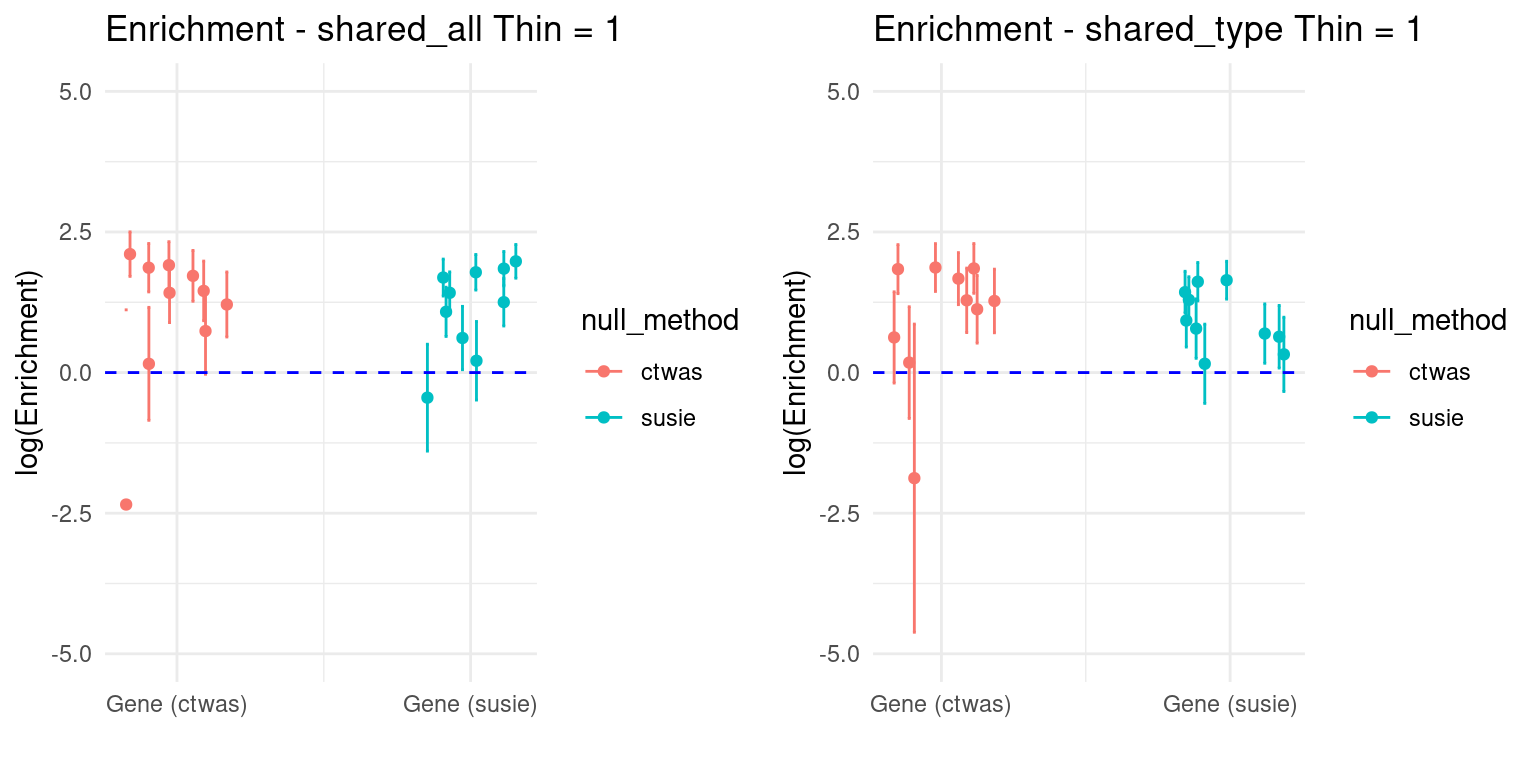 Enrichment - shared_all Thin = 1
log(Enrichment)
5.0
2.5
0.0
-2.5
-5.0
Gene (ctwas)
Gene (susie)
null_method
ctwas
susie
Enrichment - shared_type Thin = 1
log(Enrichment)
5.0
2.5
0.0
-2.5
-5.0
Gene (ctwas)
Gene (susie)
null_method
ctwas
susie